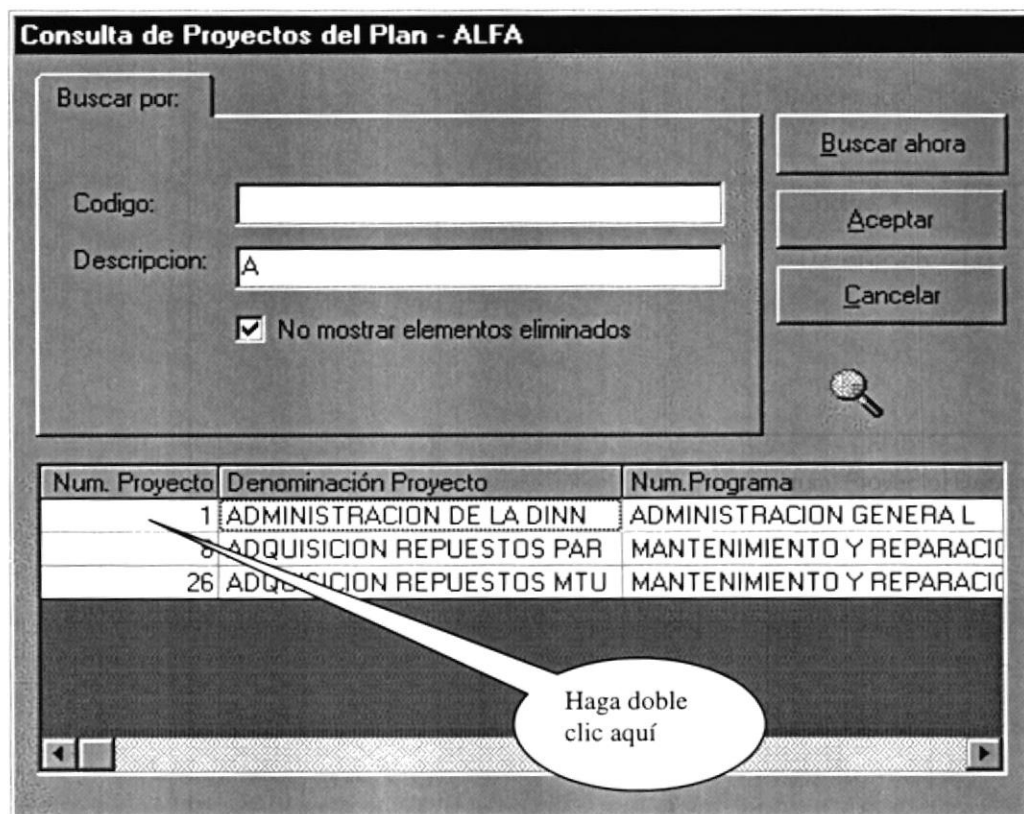 Consulta de Proyectos del Plan - ALFA
Buscar por:
Buscar ahora
Codigo:
Aceptar
Descripcion: A
Cancelar
No mostrar elementos eliminados
Num. Proyecto Denominación Proyecto Num.Programa
1 ADMINISTRACION DE LA DINN ADMINISTRACION GENERA L
8 ADQUISICION REPUESTOS PAR MANTENIMIENTO Y REPARACIO
26 ADQUISICION REPUESTOS MTU MANTENIMIENTO Y REPARACIO
Haga doble
clic aquí